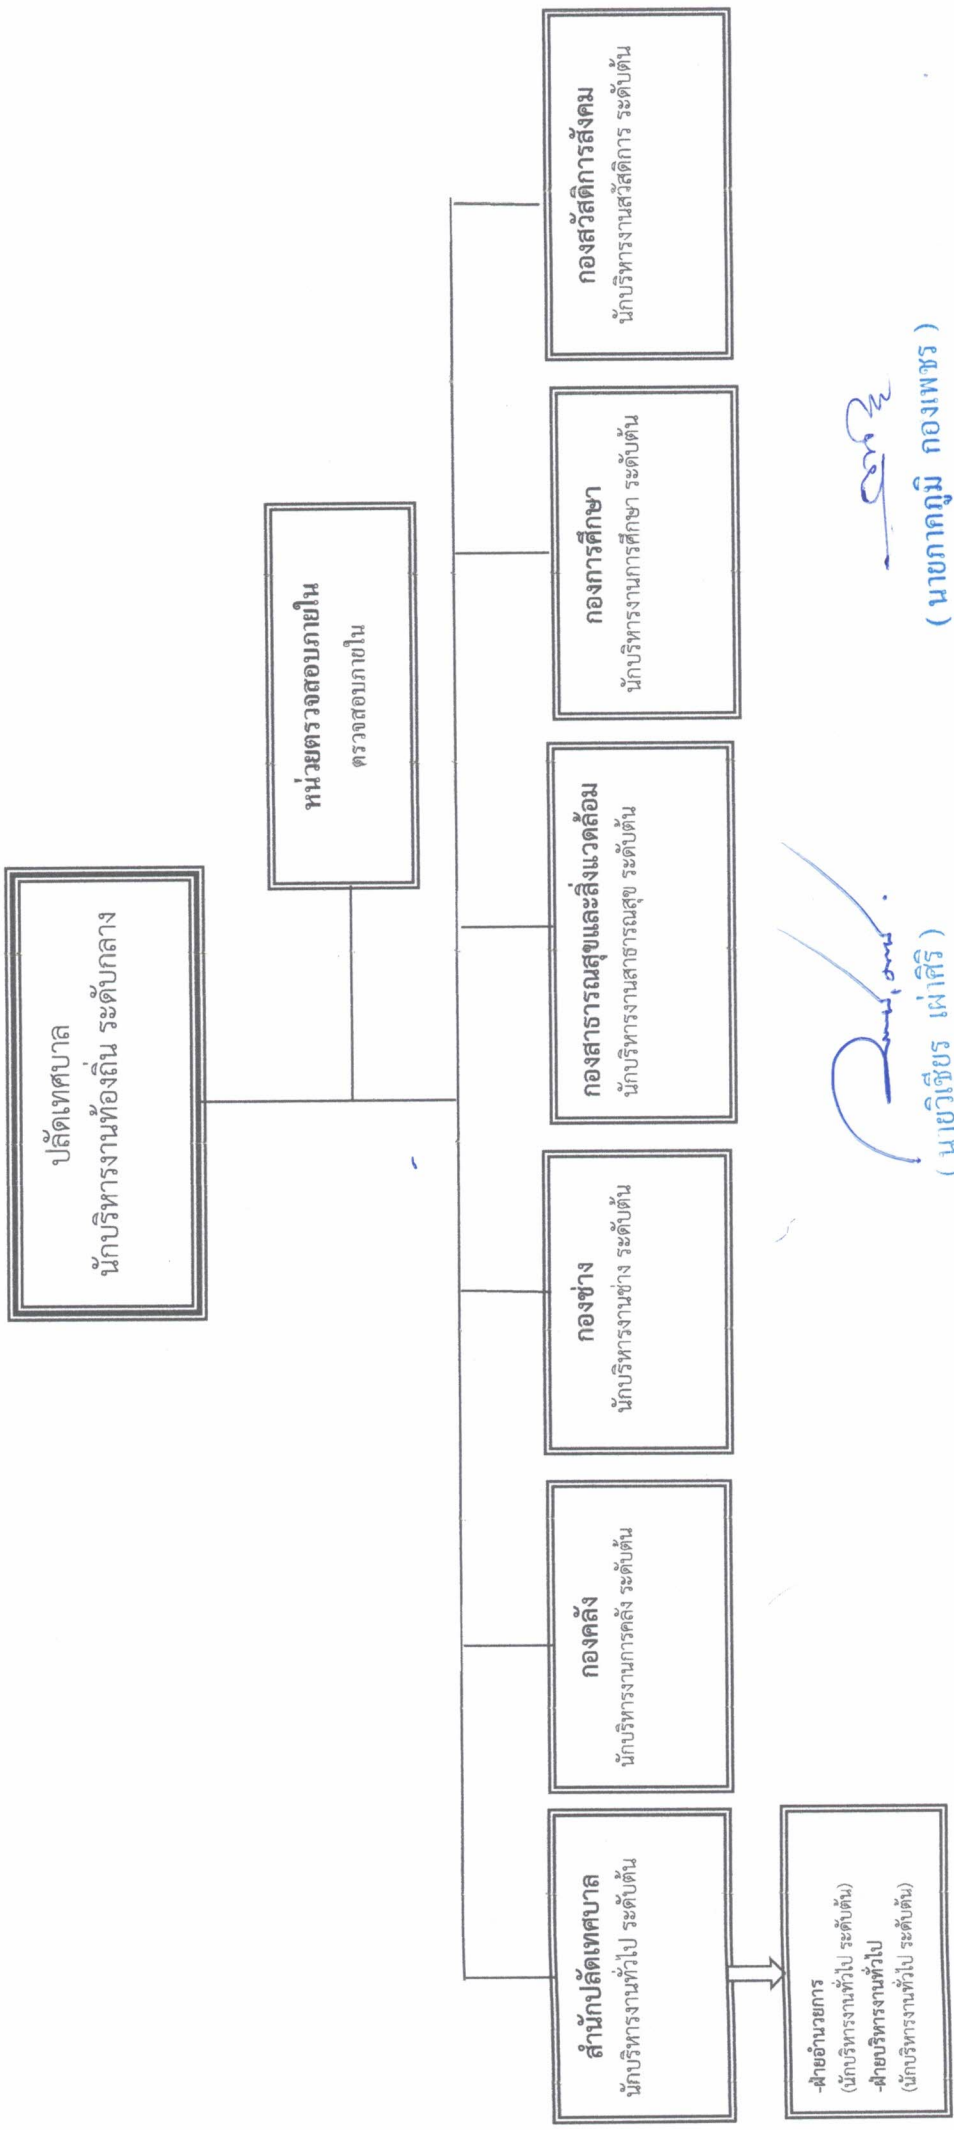 ปลัดเทศบาล
นักบริหารงานท้องถิ่น ระดับกลาง
หน่วยตรวจสอบภายใน
ตรวจสอบภายใน
สำนักปลัดเทศบาล
นักบริหารงานทั่วไป ระดับต้น
กองคลัง
นักบริหารงานการคลัง ระดับต้น
กองช่าง
นักบริหารงานช่าง ระดับต้น
กองสาธารณสุขและสิ่งแวดล้อม
นักบริหารงานสาธารณสุข ระดับต้น
กองการศึกษา
นักบริหารงานการศึกษา ระดับต้น
กองสวัสดิการสังคม
นักบริหารงานสวัสดิการ ระดับต้น
-ฝ่ายอำนวยการ
(นักบริหารงานทั่วไป ระดับต้น)
-ฝ่ายบริหารงานทั่วไป
(นักบริหารงานทั่วไป ระดับต้น)
( นายวิเชียร เผ่าศิริ )
( นายภาคภูมิ กองเพชร )